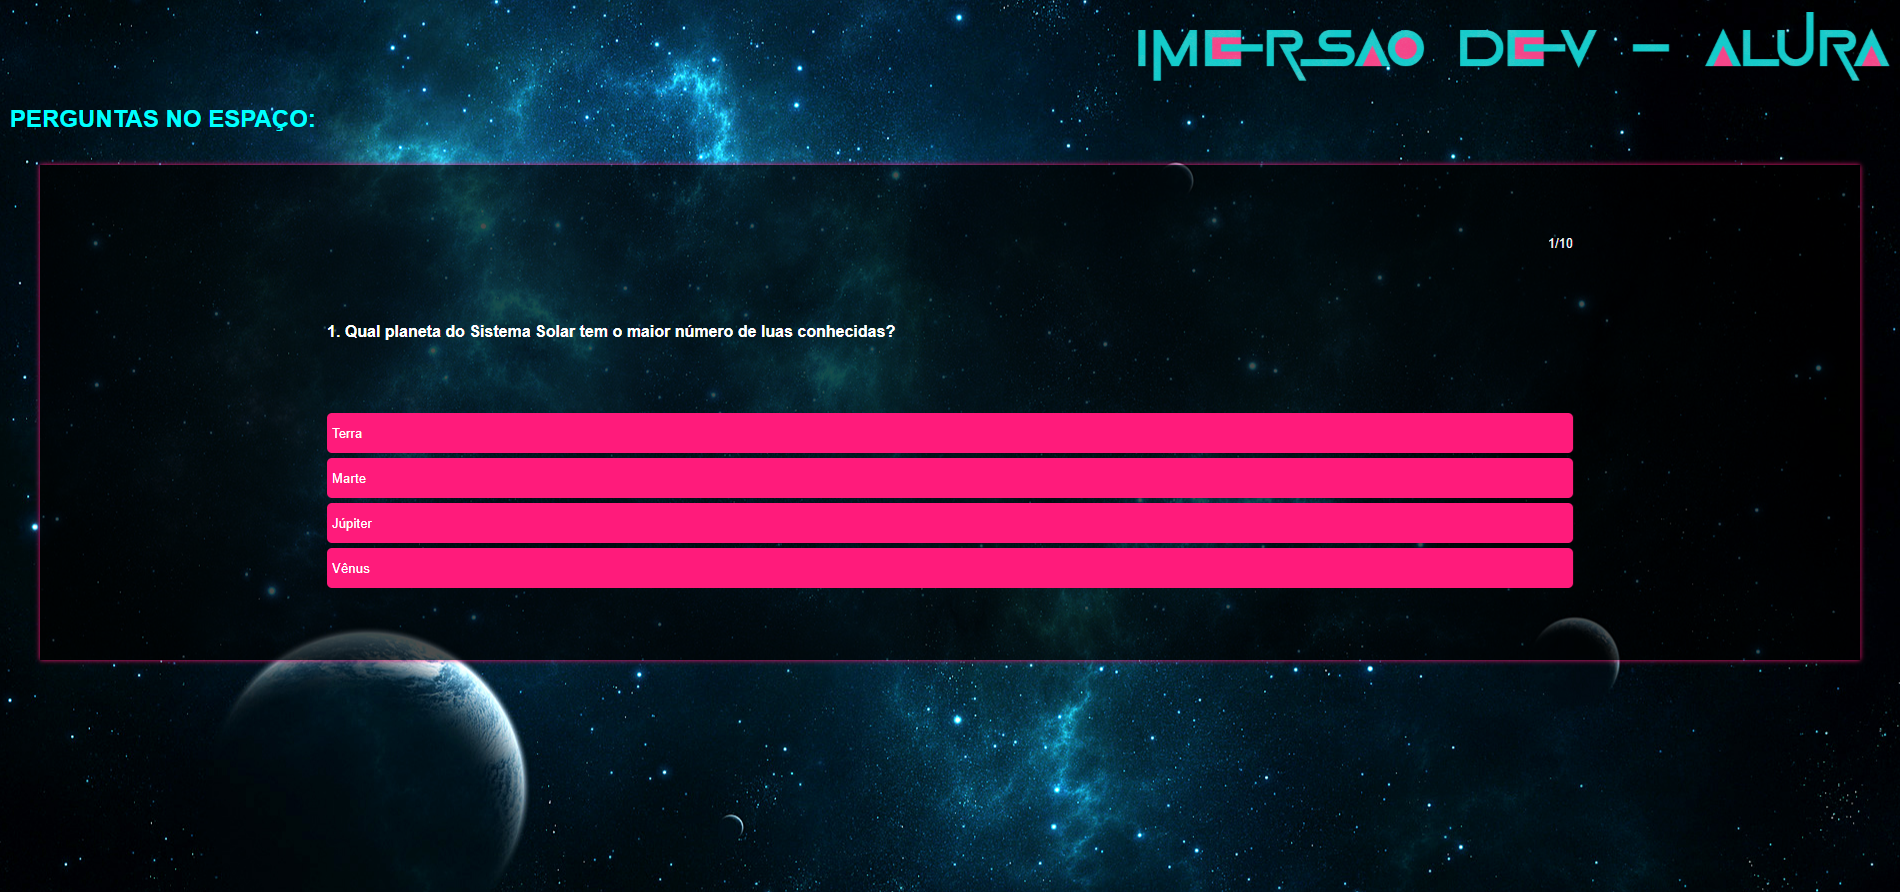 IMERSAO DEV - ALURA
PERGUNTAS NO ESPAÇO:
1/10
1. Qual planeta do Sistema Solar tem o maior número de luas conhecidas?
Terra
Marte
Júpiter
Vênus